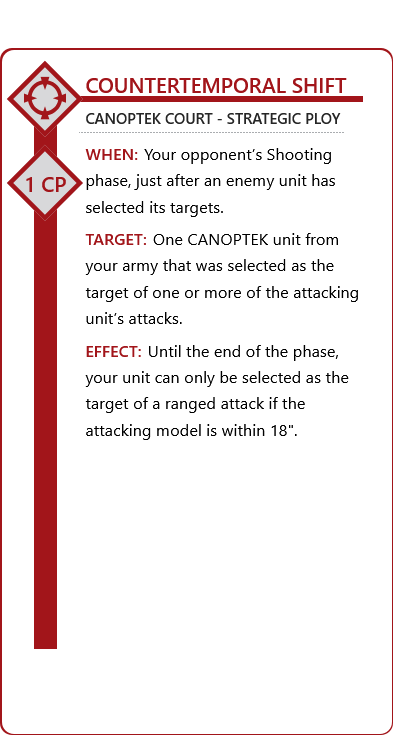 COUNTERTEMPORAL SHIFT
CANOPTEK COURT - STRATEGIC PLOY
1 CP
WHEN: Your opponent's Shooting
phase, just after an enemy unit has
selected its targets.
TARGET: One CANOPTEK unit from
your army that was selected as the
target of one or more of the attacking
unit's attacks.
EFFECT: Until the end of the phase,
your unit can only be selected as the
target of a ranged attack if the
attacking model is within 18".